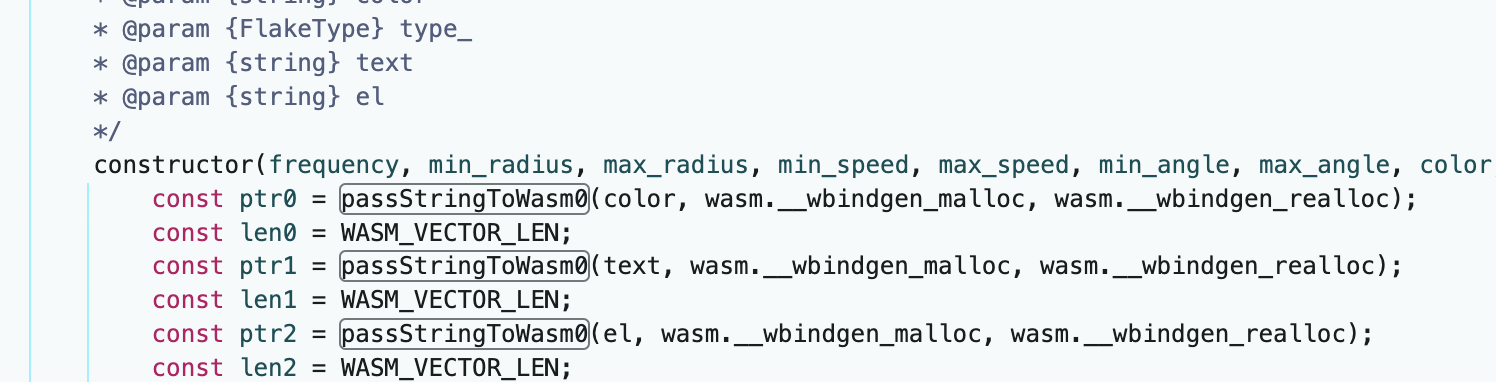 * @param {string} color
* @param {FlakeType} type_
* @param {string} text
* @param {string} el
*/
constructor(frequency, min_radius, max_radius, min_speed, max_speed, min_angle, max_angle, color,
const ptr0 = passStringToWasm0(color, wasm.__wbindgen_malloc, wasm.__wbindgen_realloc);
const len0 = WASM_VECTOR_LEN;
const ptr1 = passStringToWasm0(text, wasm.__wbindgen_malloc, wasm.__wbindgen_realloc);
const len1 = WASM_VECTOR_LEN;
const ptr2 = passStringToWasm0(el, wasm.__wbindgen_malloc, wasm.__wbindgen_realloc);
const len2 = WASM_VECTOR_LEN;